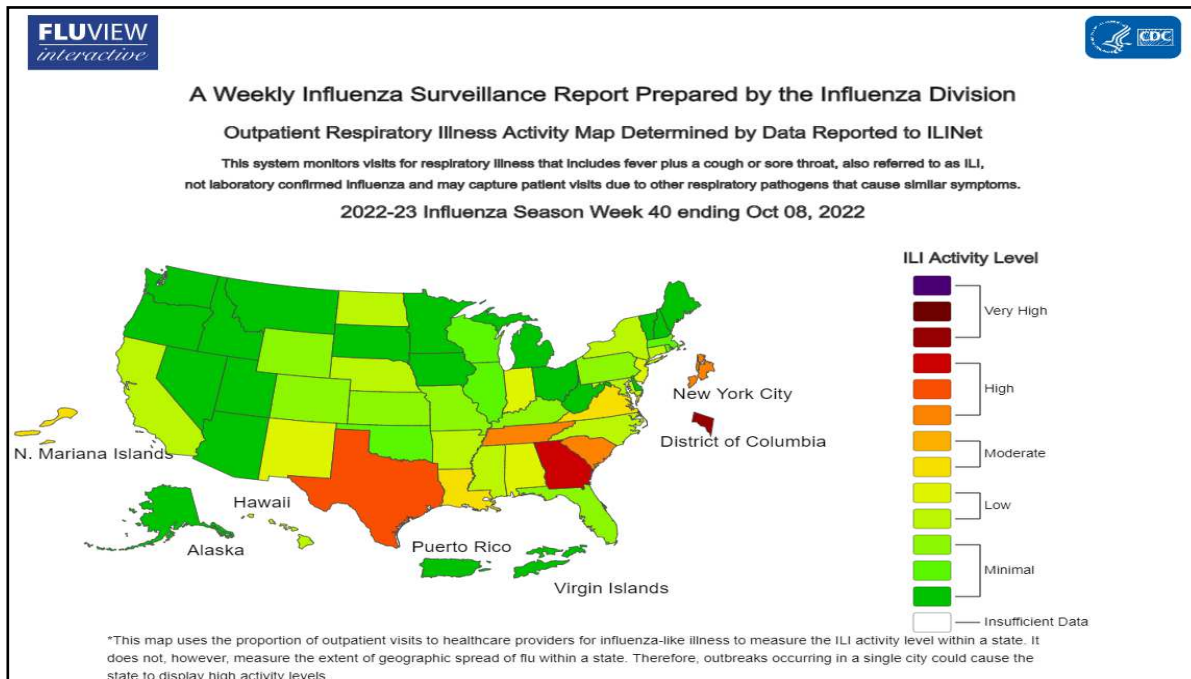 FLUVIEW
interactive
CDC
A Weekly Influenza Surveillance Report Prepared by the Influenza Division
Outpatient Respiratory Illness Activity Map Determined by Data Reported to ILINet
This system monitors visits for respiratory illness that includes fever plus a cough or sore throat, also referred to as ILI,
not laboratory confirmed influenza and may capture patient visits due to other respiratory pathogens that cause similar symptoms.
2022-23 Influenza Season Week 40 ending Oct 08, 2022
ILI Activity Level
Very High
High
Moderate
Low
Minimal
Insufficient Data
New York City
District of Columbia
N. Mariana Islands
Hawaii
Alaska
Puerto Rico
Virgin Islands
*This map uses the proportion of outpatient visits to healthcare providers for influenza-like illness to measure the ILI activity level within a state. It
does not, however, measure the extent of geographic spread of flu within a state. Therefore, outbreaks occurring in a single city could cause the
state to display high activity levels.